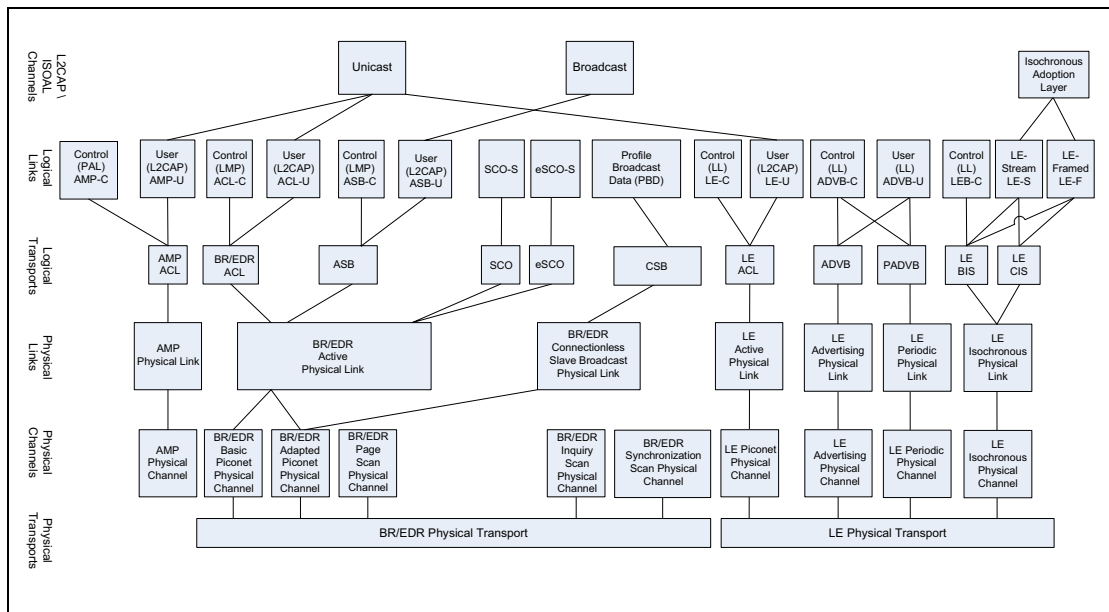 L2CAP \
ISOAL
Channels
Unicast
Broadcast
Isochronous
Adoption
Layer
Logical
Links
Control
(PAL)
AMP-C
User
(L2CAP)
AMP-U
Control
(LMP)
ACL-C
User
(L2CAP)
ACL-U
Control
(LMP)
ASB-C
User
(L2CAP)
ASB-U
SCO-S
eSCO-S
Profile
Broadcast
Data (PBD)
Control
(LL)
LE-C
User
(L2CAP)
LE-U
Control
(LL)
ADVB-C
User
(LL)
ADVB-U
Control
(LL)
LEB-C
LE-
Stream
LE-S
LE-
Framed
LE-F
Logical
Transports
AMP
ACL
BR/EDR
ACL
ASB
SCO
eSCO
CSB
LE
ACL
ADVB
PADVB
LE
BIS
LE
CIS
Physical
Links
AMP
Physical Link
BR/EDR
Active
Physical Link
BR/EDR
Connectionless
Slave Broadcast
Physical Link
LE
Active
Physical
Link
LE
Advertising
Physical
Link
LE
Periodic
Physical
Link
LE
Isochronous
Physical
Link
Physical
Channels
AMP
Physical
Channel
BR/EDR
Basic
Piconet
Physical
Channel
BR/EDR
Adapted
Piconet
Physical
Channel
BR/EDR
Page
Scan
Physical
Channel
BR/EDR
Inquiry
Scan
Physical
Channel
BR/EDR
Synchronization
Scan Physical
Channel
LE Piconet
Physical
Channel
LE
Advertising
Physical
Channel
LE Periodic
Physical
Channel
LE
Isochronous
Physical
Channel
Physical
Transports
BR/EDR Physical Transport
LE Physical Transport